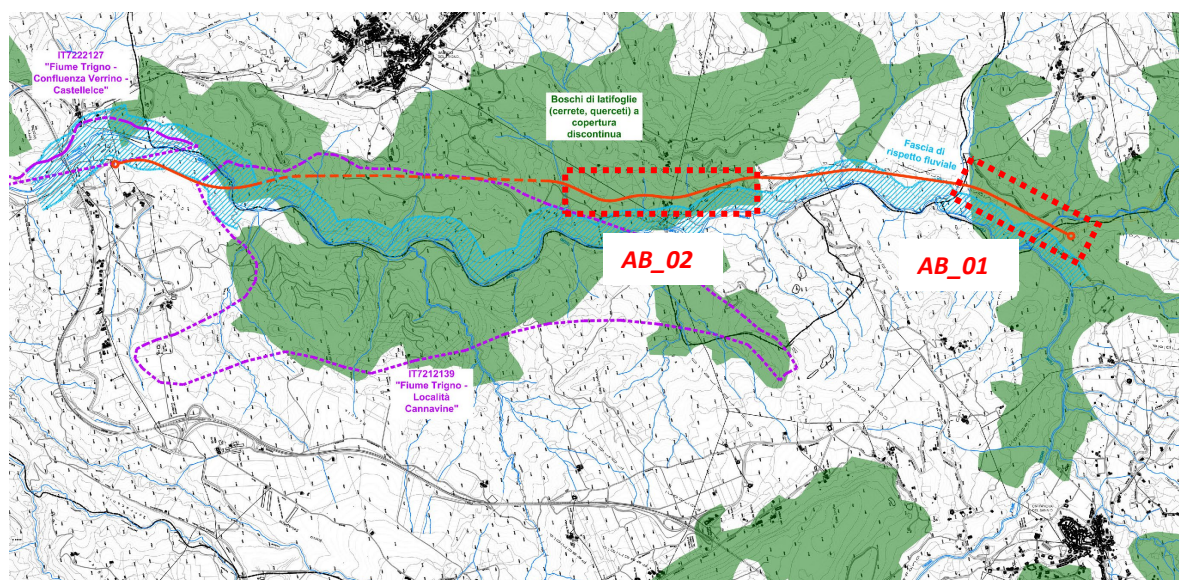 IT7222127
"Fiume Trigno -
Confluenza Verrino -
Castellelce"
Boschi di latifoglie
(cerrete, querceti) a
copertura
discontinua
Fascia di
rispetto fluviale
AB_02
AB_01
IT7212139
"Fiume Trigno -
Località
Cannavine"